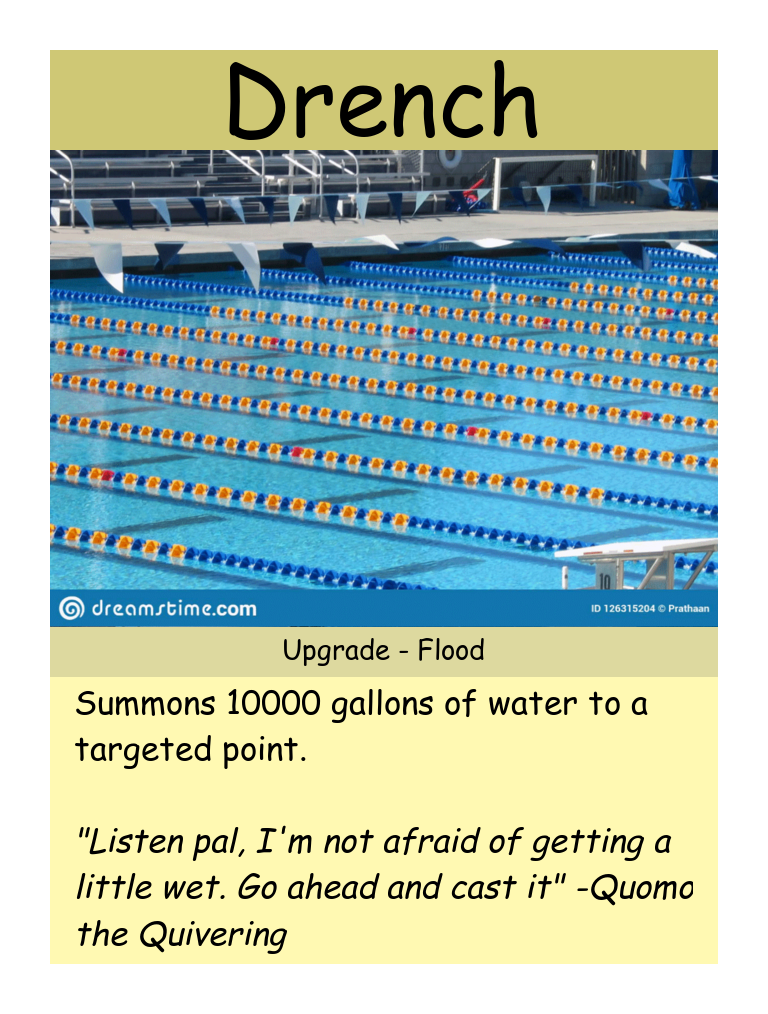 Drench
10
dreamstime.com
ID 126315204 © Prathaan
Upgrade - Flood
Summons 10000 gallons of water to a
targeted point.
"Listen pal, I'm not afraid of getting a
little wet. Go ahead and cast it" -Quomo
the Quivering